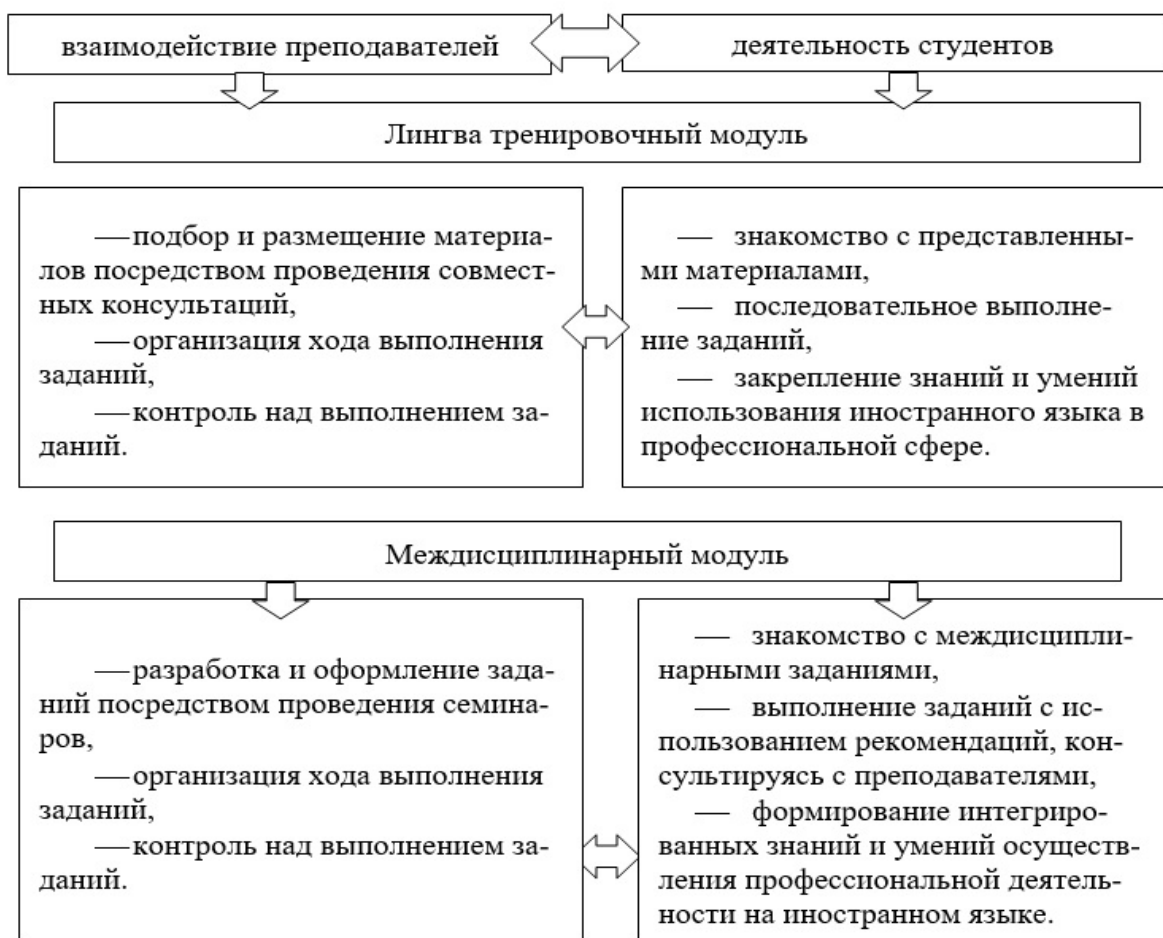 взаимодействие преподавателей
деятельность студентов
Лингва тренировочный модуль
— подбор и размещение материа-
лов посредством проведения совмест-
ных консультаций,
— организация хода выполнения
заданий,
— контроль над выполнением за-
даний.
— знакомство с представленны-
ми материалами,
— последовательное выполне-
ние заданий,
— закрепление знаний и умений
использования иностранного языка в
профессиональной сфере.
Междисциплинарный модуль
— разработка и оформление зада-
ний посредством проведения семина-
ров,
— организация хода выполнения
заданий,
— контроль над выполнением за-
даний.
— знакомство с междисципли-
нарными заданиями,
— выполнение заданий с ис-
пользованием рекомендаций, кон-
сультируясь с преподавателями,
— формирование интегриро-
ванных знаний и умений осуществ-
ления профессиональной деятель-
ности на иностранном языке.